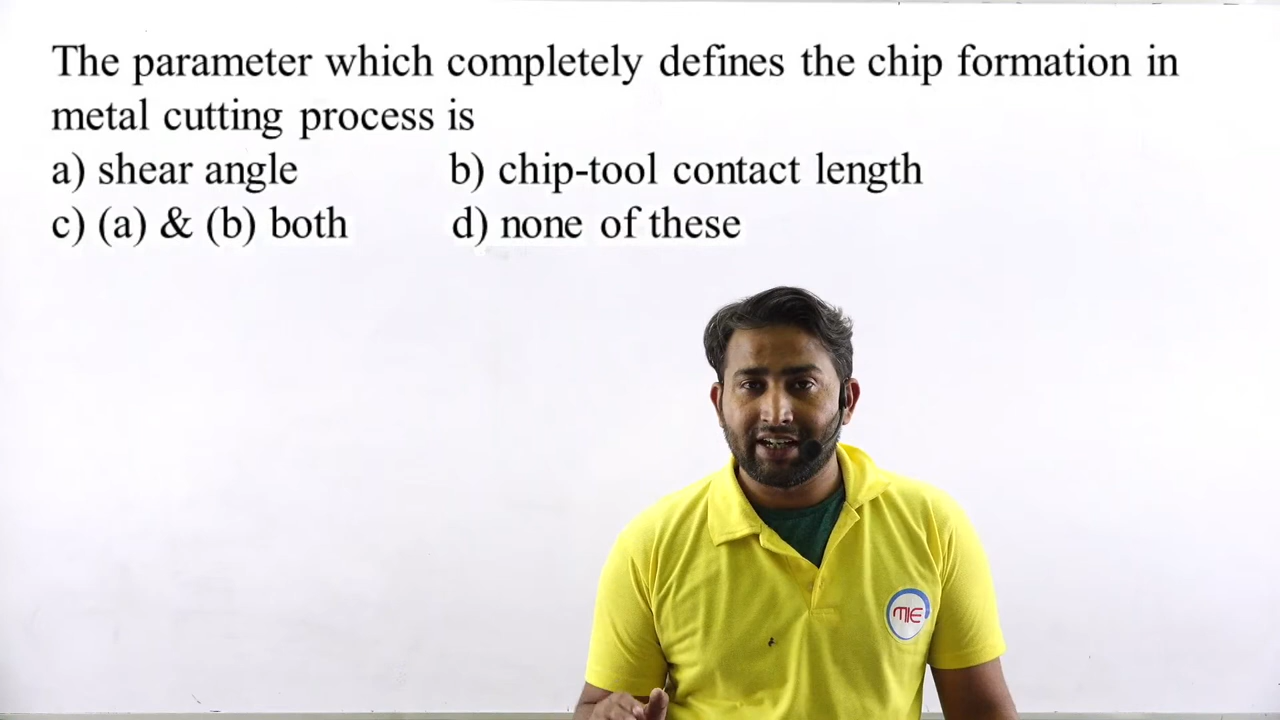 The parameter which completely defines the chip formation in
metal cutting process is
a) shear angle b) chip-tool contact length
c) (a) & (b) both d) none of these
MIE